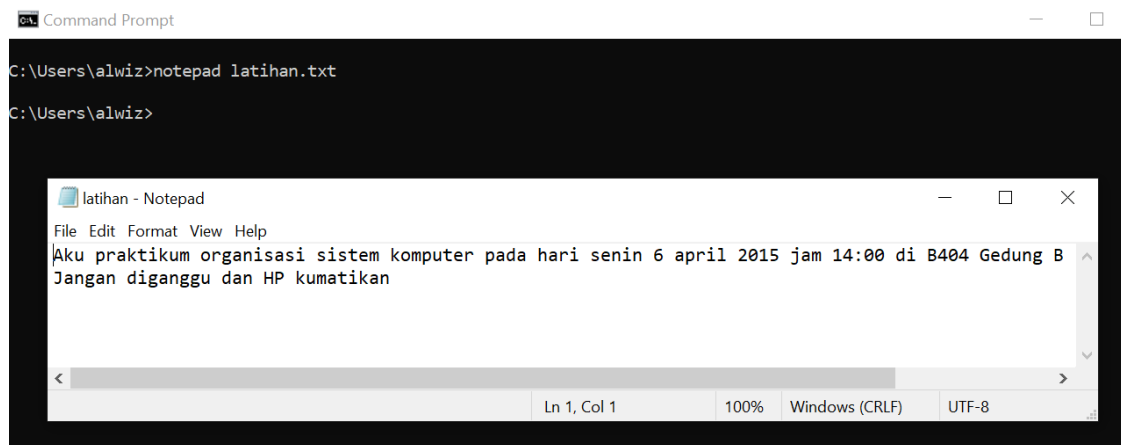 Command Prompt
C:\Users\alwiz>notepad latihan.txt
C:\Users\alwiz>
latihan - Notepad
File Edit Format View Help
Aku praktikum organisasi sistem komputer pada hari senin 6 april 2015 jam 14:00 di B404 Gedung B
Jangan diganggu dan HP kumatikan
Ln 1, Col 1 100% Windows (CRLF) UTF-8